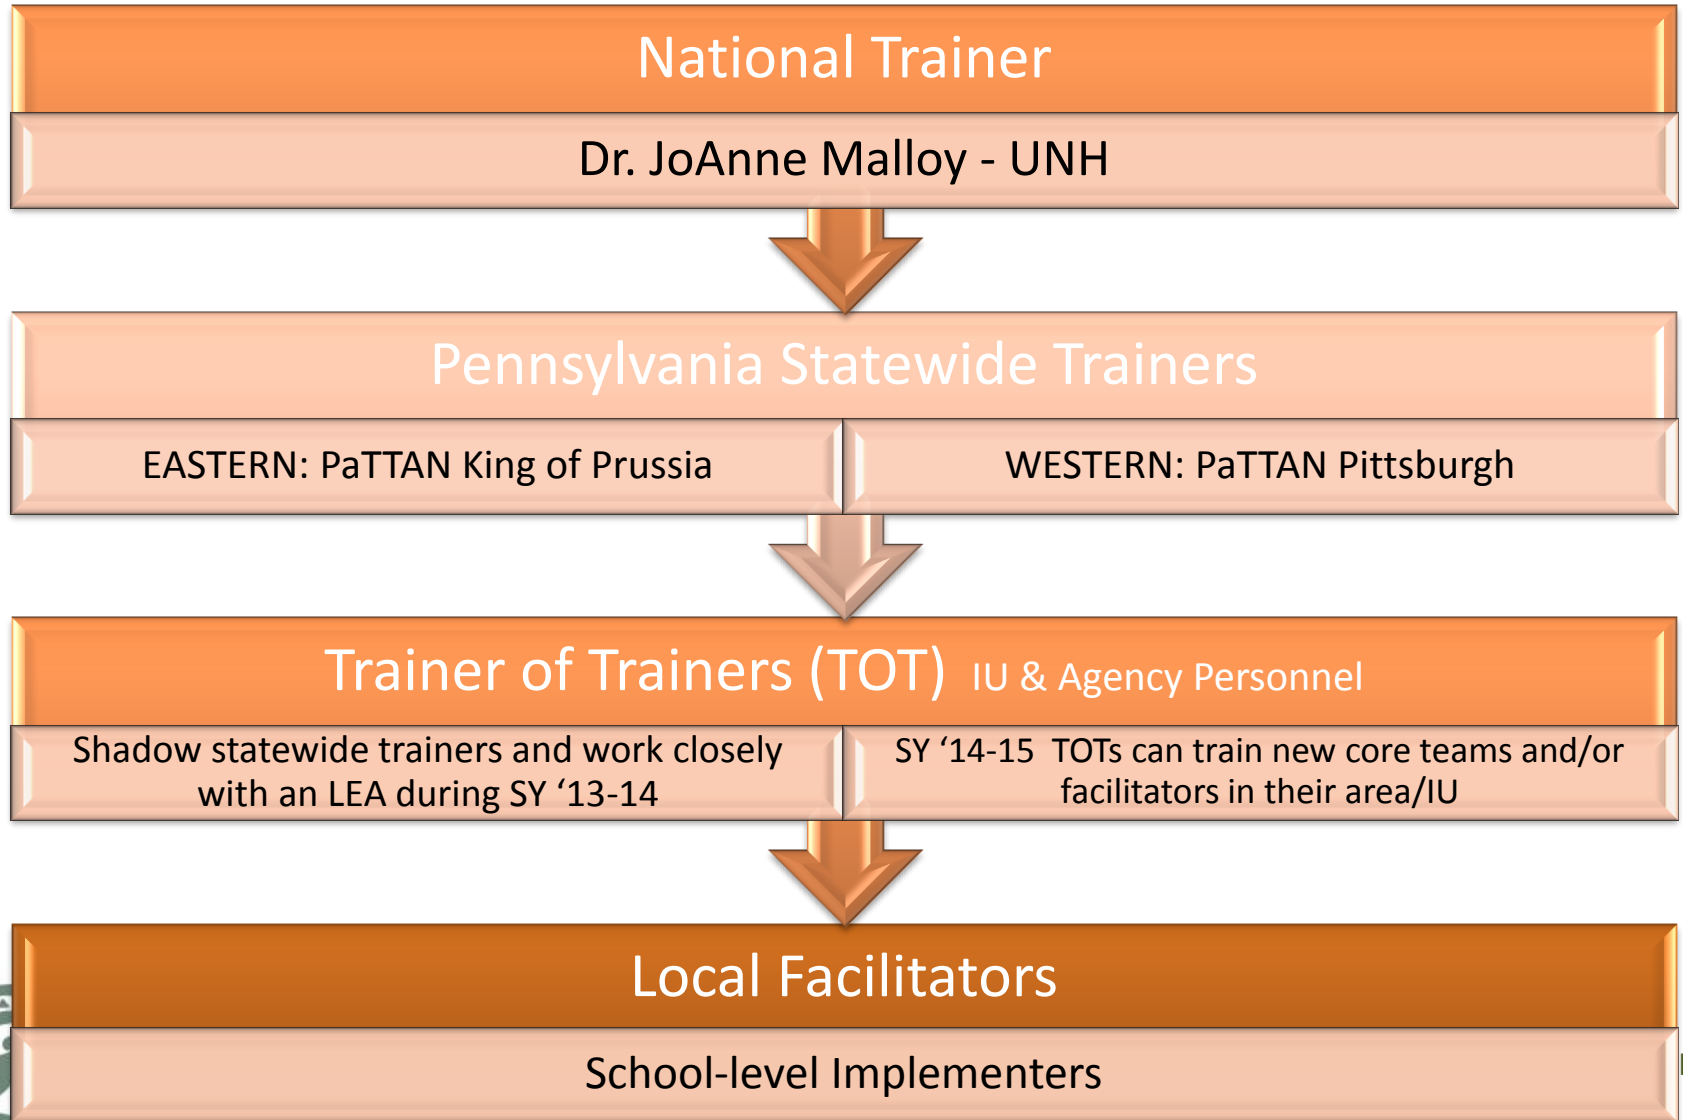 National Trainer
Dr. JoAnne Malloy - UNH
Pennsylvania Statewide Trainers
EASTERN: PaTTAN King of Prussia
WESTERN: PaTTAN Pittsburgh
Trainer of Trainers (TOT) IU & Agency Personnel
Shadow statewide trainers and work closely
with an LEA during SY ‘13-14
SY ‘14-15  TOTs can train new core teams and/or
facilitators in their area/IU
Local Facilitators
School-level Implementers